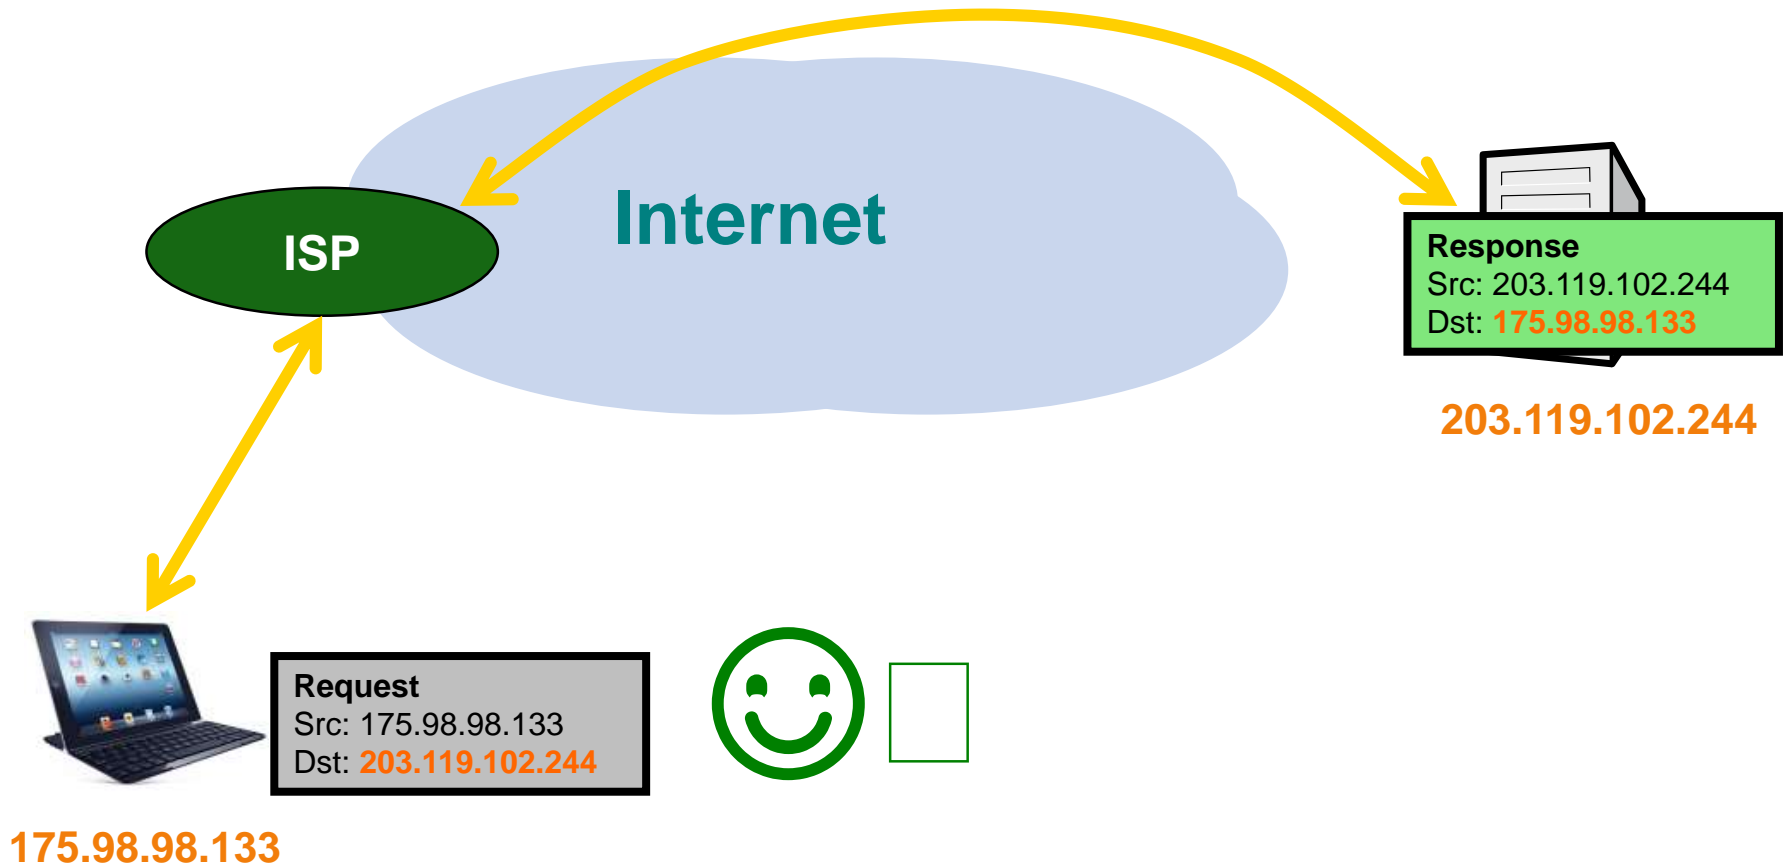 Internet
ISP
Response
Src: 203.119.102.244
Dst: 175.98.98.133
203.119.102.244
Request
Src: 175.98.98.133
Dst: 203.119.102.244
175.98.98.133